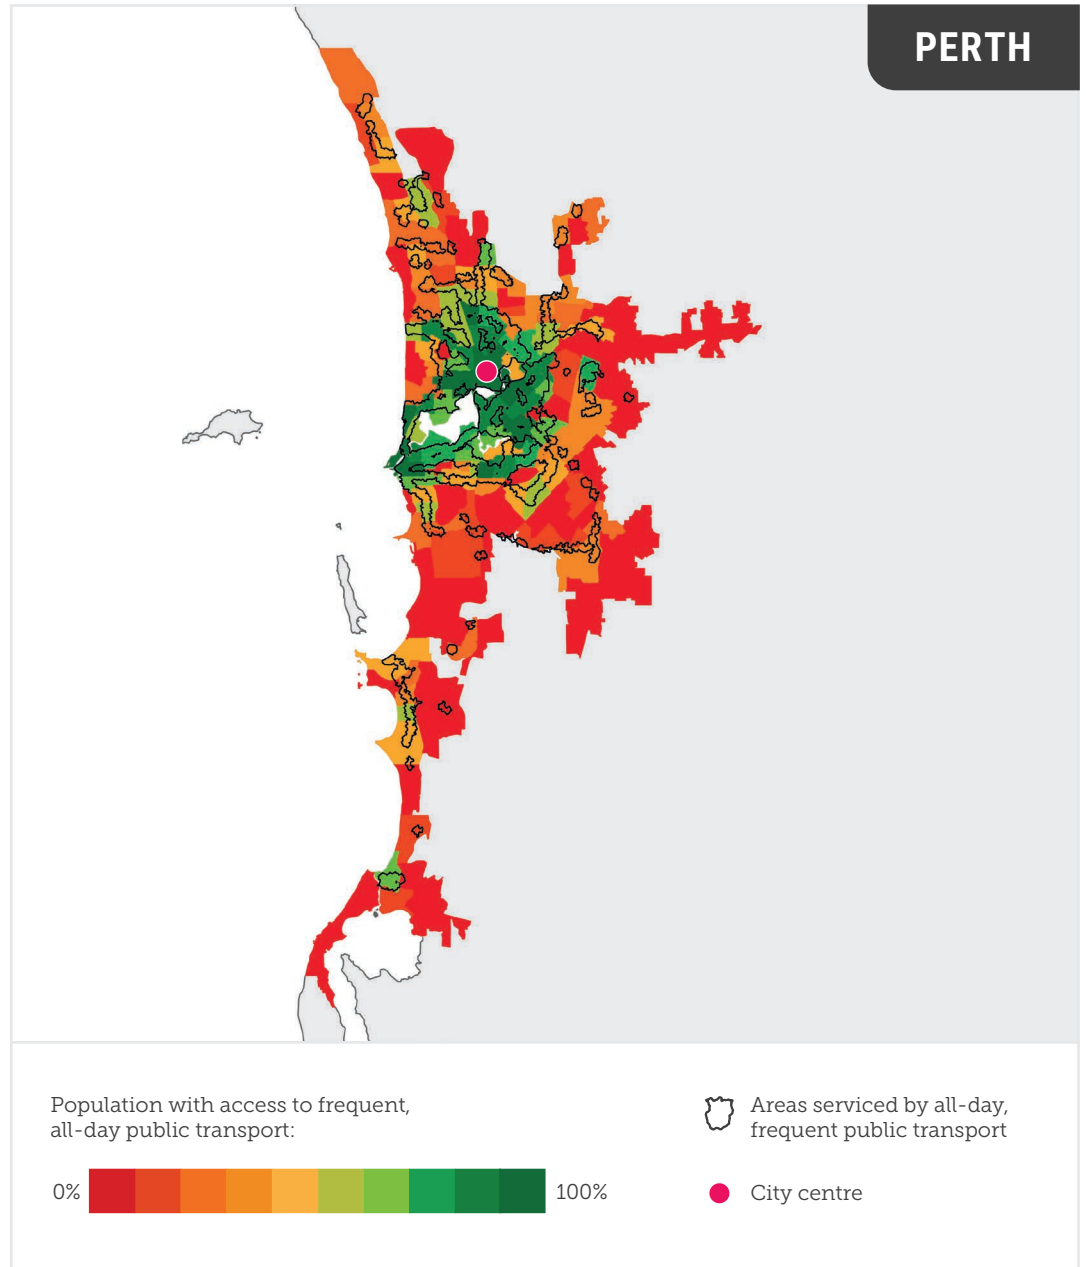 PERTH
Population with access to frequent,
all-day public transport:
0%
100%
Areas serviced by all-day,
frequent public transport
City centre